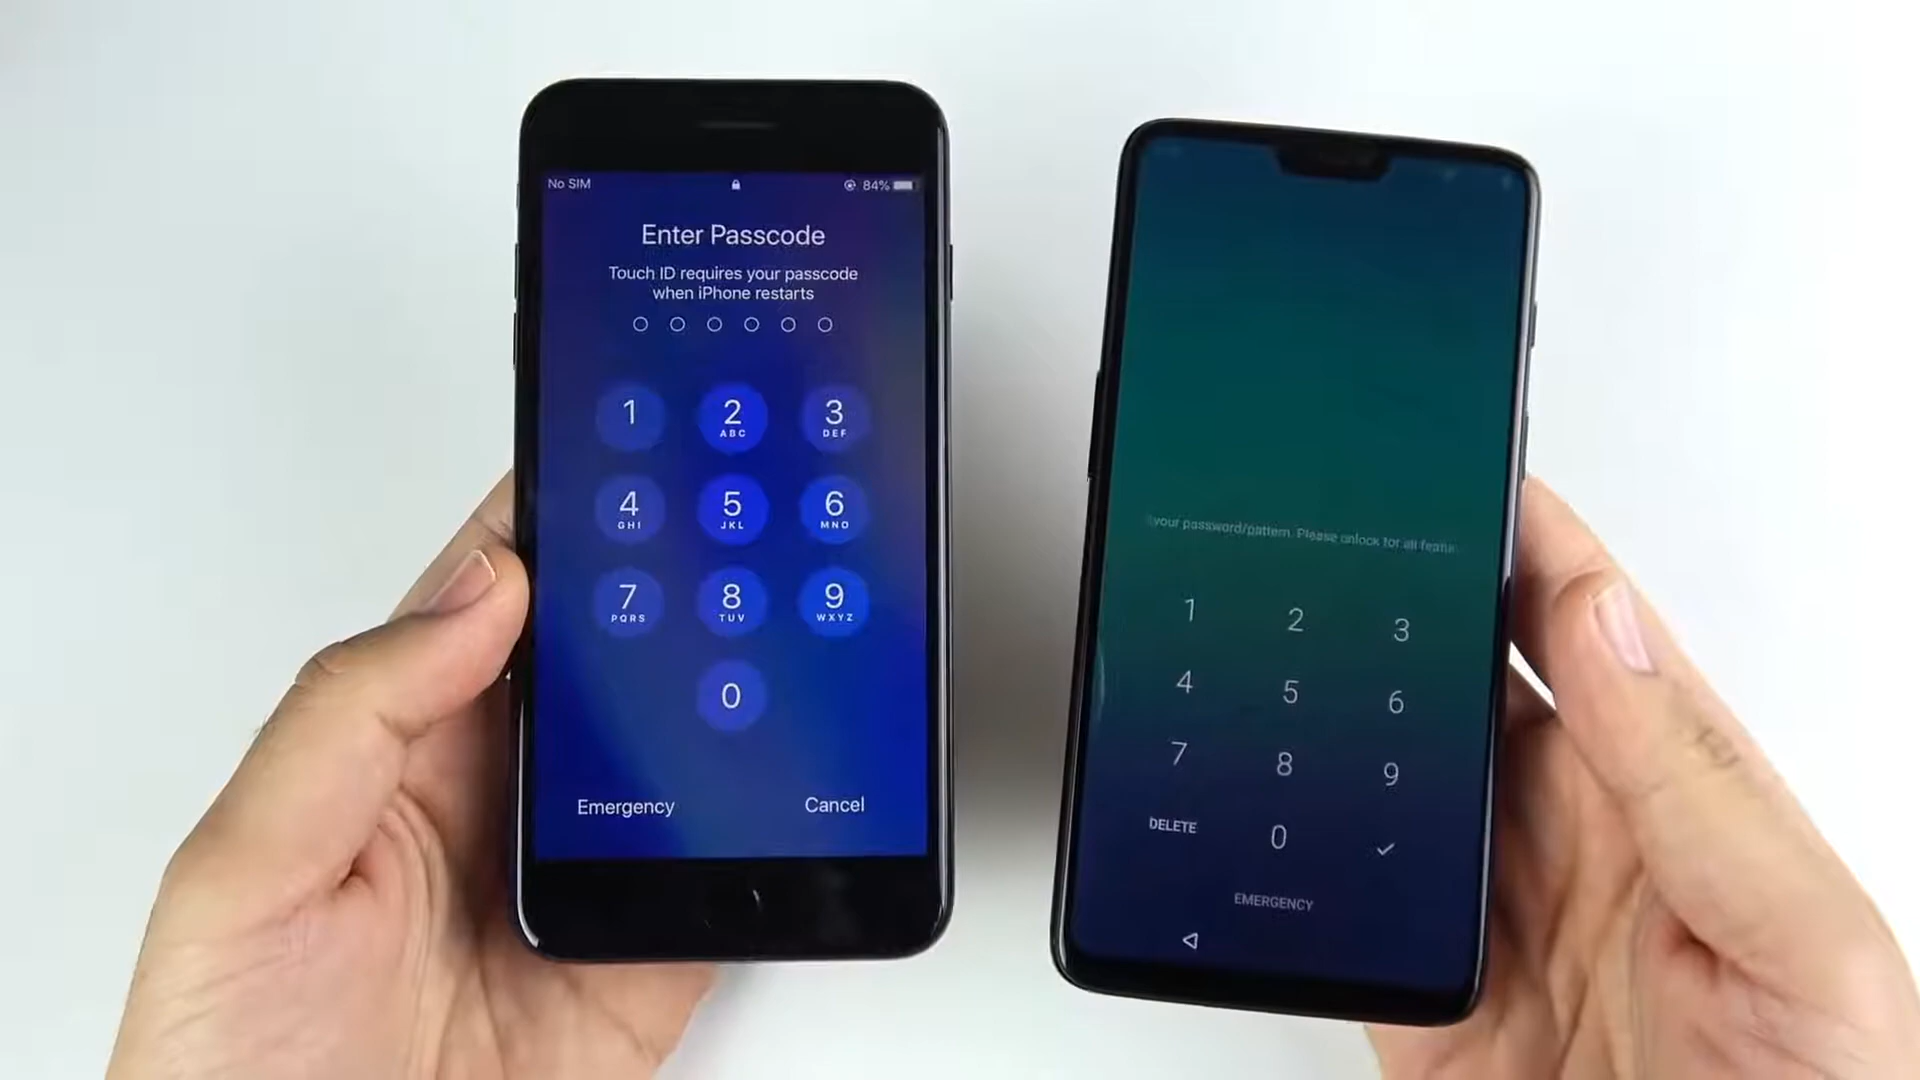 No SIM
84%
Enter Passcode
Touch ID requires your passcode
when iPhone restarts
1
2
ABC
3
DEF
4
GHI
5
JKL
6
MNO
7
PQRS
8
TUV
9
WXYZ
0
Emergency
Cancel
your password/pattern. Please unlock for all featu
1
2
3
4
5
6
7
8
9
DELETE
0
EMERGENCY